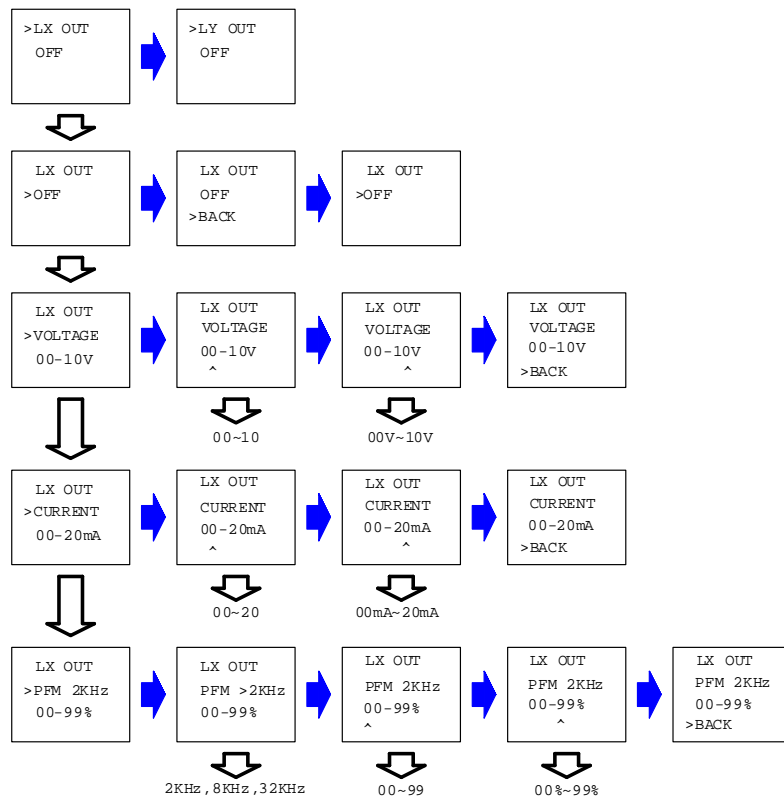 >LX OUT
OFF
>LY OUT
OFF
LX OUT
>OFF
LX OUT
OFF
>BACK
LX OUT
>OFF
LX OUT
>VOLTAGE
00-10V
LX OUT
VOLTAGE
00-10V
^
LX OUT
VOLTAGE
00-10V
^
LX OUT
VOLTAGE
00-10V
>BACK
00~10
00V~10V
LX OUT
>CURRENT
00-20mA
LX OUT
CURRENT
00-20mA
^
LX OUT
CURRENT
00-20mA
^
LX OUT
CURRENT
00-20mA
>BACK
00~20
00mA~20mA
LX OUT
>PFM 2KHz
00-99%
LX OUT
PFM >2KHz
00-99%
LX OUT
PFM 2KHz
00-99%
^
LX OUT
PFM 2KHz
00-99%
^
LX OUT
PFM 2KHz
00-99%
>BACK
2KHz,8KHz,32KHz
00~99
00%~99%